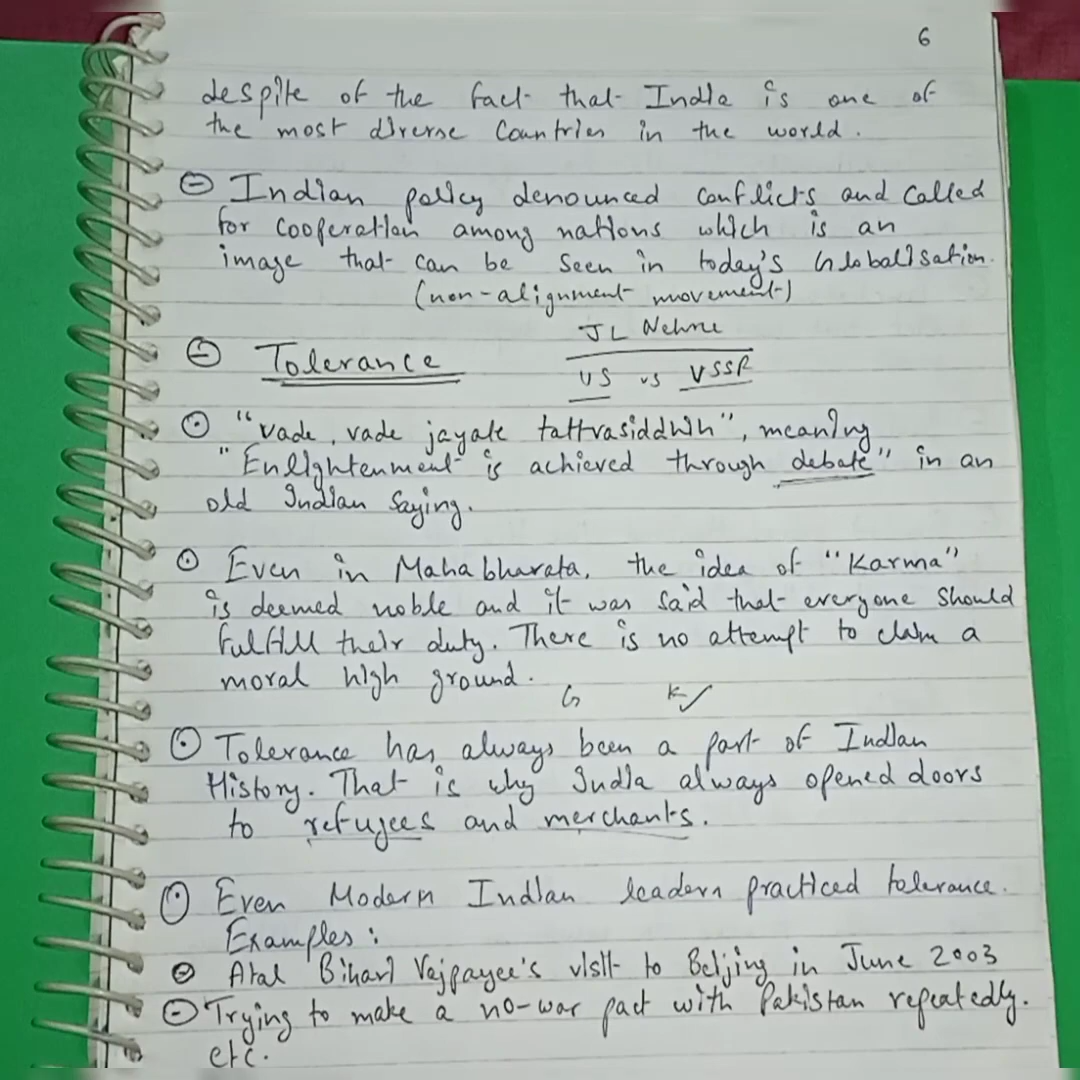 6
despite of the fact that India is one of
the most diverse countries in the world.
Indian policy denounced conflicts and called
for cooperation among nations which is an
image that can be seen in today's Globalisation.
(non-alignment movement)
JL Nehru
Tolerance
US vs USSR
"Vade, vade jayate tattvasiddhih", meaning
"Enlightenment is achieved through debate" in an
old Indian saying.
Even in Mahabharata, the idea of "Karma"
is deemed noble and it was said that everyone should
fulfill their duty. There is no attempt to claim a
moral high ground.
G K
Tolerance has always been a part of Indian
History. That is why India always opened doors
to refugees and merchants.
Even Modern Indian leaders practiced tolerance.
Examples:
Atal Bihari Vajpayee's visit to Beijing in June 2003
Trying to make a no-war pact with Pakistan repeatedly.
etc.